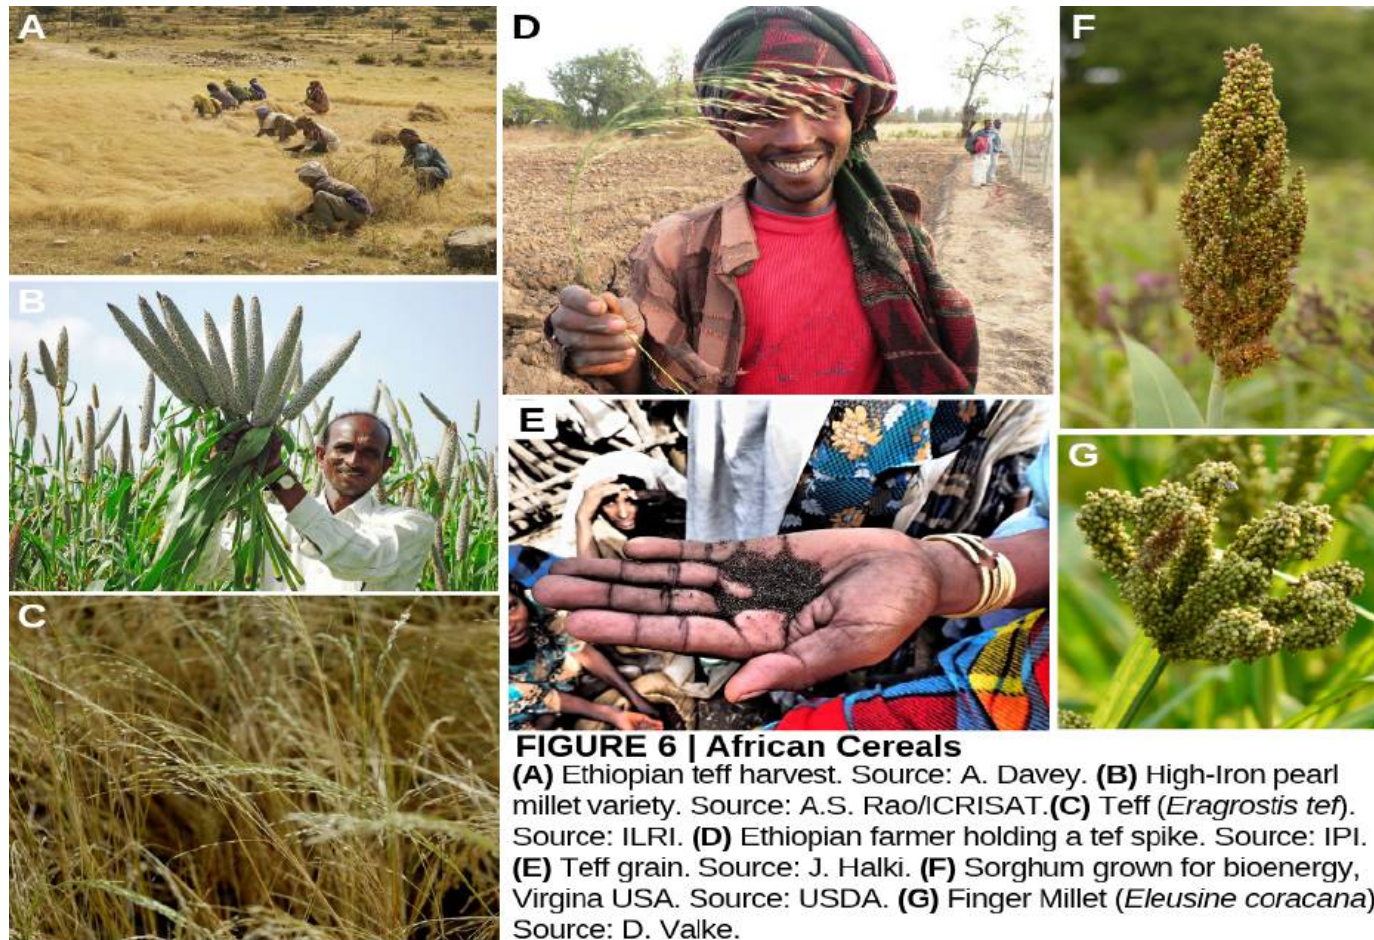 A
B
C
D
E
F
G
FIGURE 6 | African Cereals
(A) Ethiopian teff harvest. Source: A. Davey. (B) High-Iron pearl
millet variety. Source: A.S. Rao/ICRISAT.(C) Teff (Eragrostis tef).
Source: ILRI. (D) Ethiopian farmer holding a tef spike. Source: IPI.
(E) Teff grain. Source: J. Halki. (F) Sorghum grown for bioenergy,
Virgina USA. Source: USDA. (G) Finger Millet (Eleusine coracana)
Source: D. Valke.